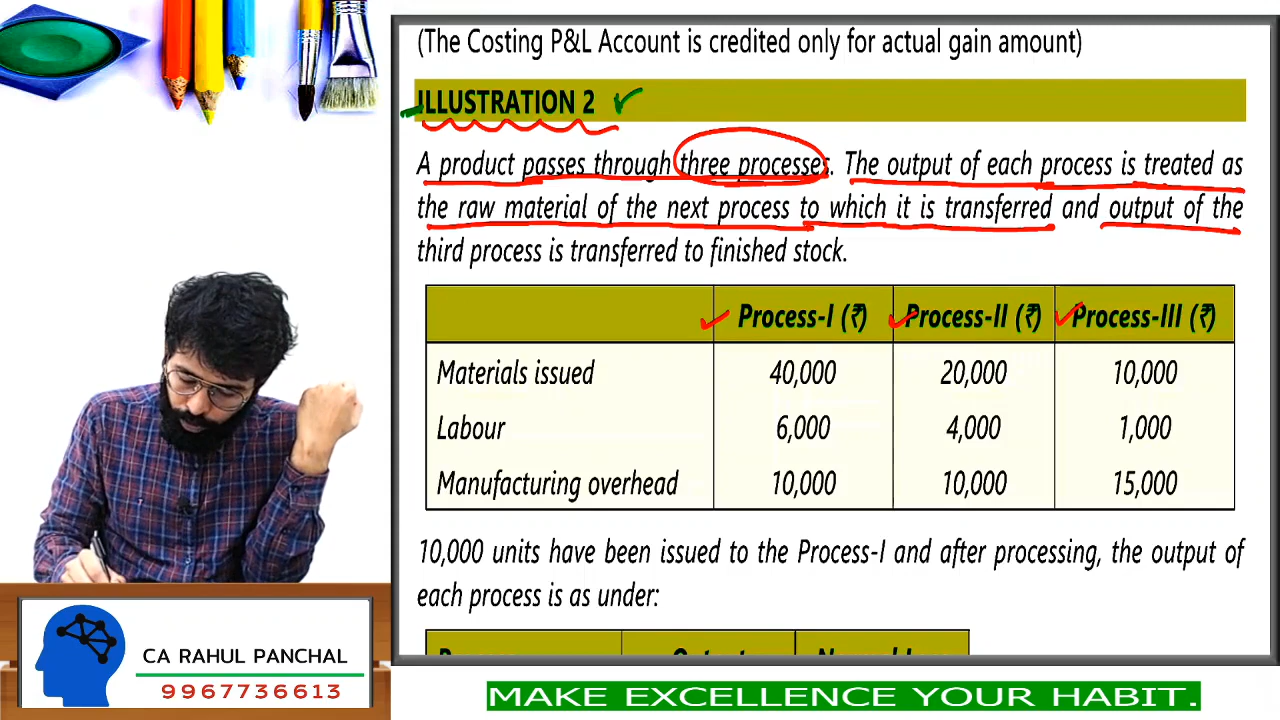 (The Costing P&L Account is credited only for actual gain amount)
ILLUSTRATION 2
A product passes through three processes. The output of each process is treated as
the raw material of the next process to which it is transferred and output of the
third process is transferred to finished stock.
Process-I (₹) Process-II (₹) Process-III (₹)
Materials issued 40,000 20,000 10,000
Labour 6,000 4,000 1,000
Manufacturing overhead 10,000 10,000 15,000
10,000 units have been issued to the Process-I and after processing, the output of
each process is as under:
CA RAHUL PANCHAL
9967736613
MAKE EXCELLENCE YOUR HABIT.